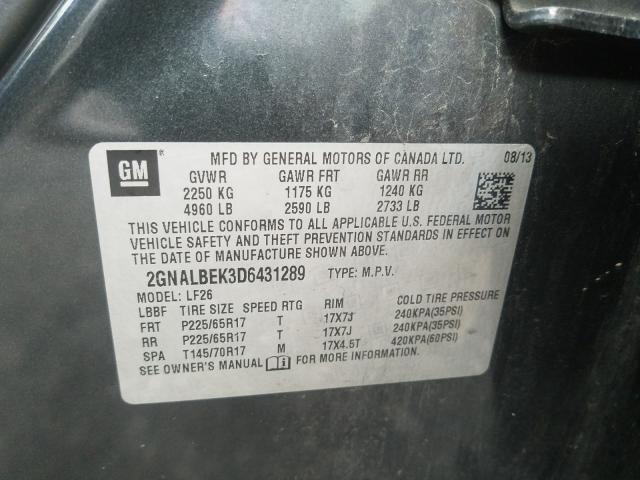 GM
MFD BY GENERAL MOTORS OF CANADA LTD. 08/13
GVWR GAWR FRT GAWR RR
2250 KG 1175 KG 1240 KG
4960 LB 2590 LB 2733 LB
THIS VEHICLE CONFORMS TO ALL APPLICABLE U.S. FEDERAL MOTOR
VEHICLE SAFETY AND THEFT PREVENTION STANDARDS IN EFFECT ON
THE DATE OF MANUFACTURE SHOWN ABOVE.
2GNALBEK3D6431289 TYPE: M.P.V.
MODEL: LF26
LBBF TIRE SIZE SPEED RTG RIM COLD TIRE PRESSURE
FRT P225/65R17 T 17X7J 240KPA(35PSI)
RR P225/65R17 T 17X7J 240KPA(35PSI)
SPA T145/70R17 M 17X4.5T 420KPA(60PSI)
SEE OWNER'S MANUAL FOR MORE INFORMATION.